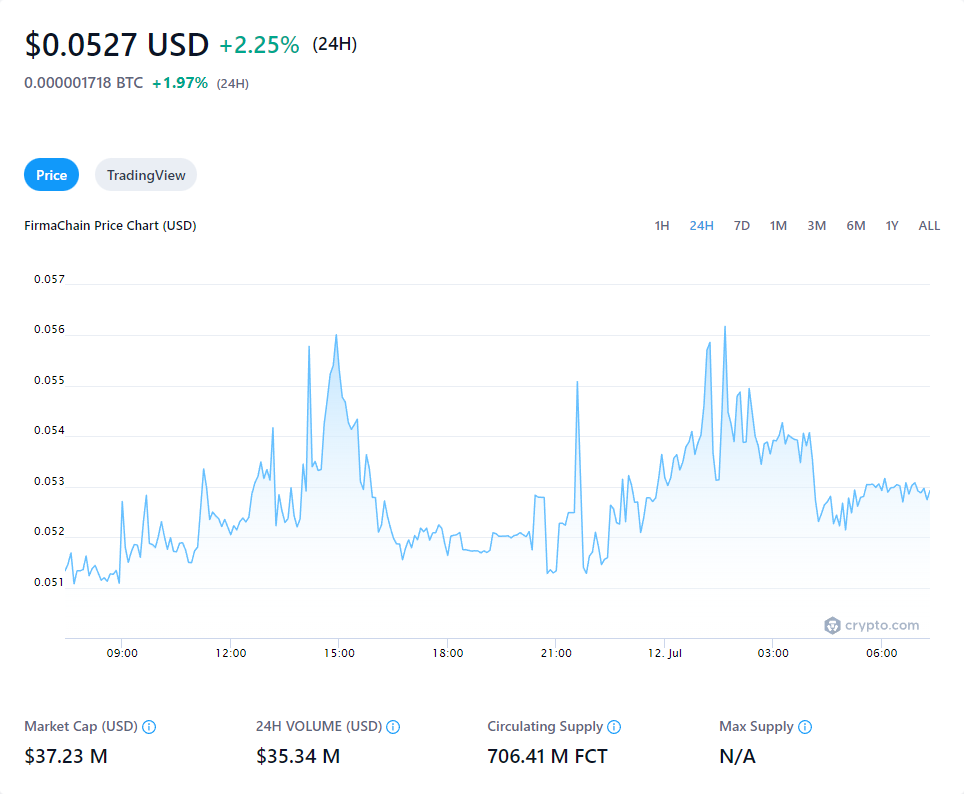 $0.0527 USD +2.25% (24H)
0.000001718 BTC +1.97% (24H)
Price TradingView
FirmaChain Price Chart (USD) 1H 24H 7D 1M 3M 6M 1Y ALL
0.057
0.056
0.055
0.054
0.053
0.052
0.051
crypto.com
09:00 12:00 15:00 18:00 21:00 12. Jul 03:00 06:00
Market Cap (USD) 24H VOLUME (USD) Circulating Supply Max Supply
$37.23 M $35.34 M 706.41 M FCT N/A